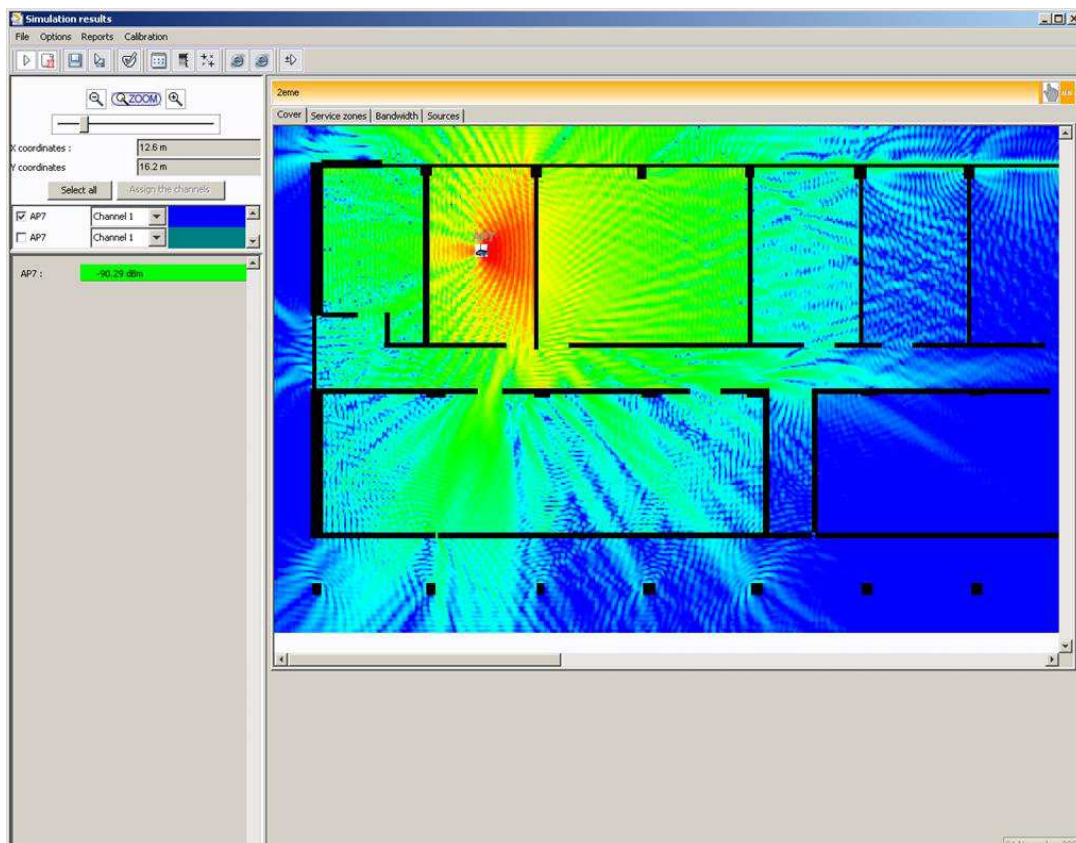 Simulation results
File Options Reports Calibration
ZOOM
X coordinates : 12.6 m
Y coordinates 16.2 m
Select all Assign the channels
AP7 Channel 1
AP7 Channel 1
AP7 : -90.29 dBm
2eme
Cover Service zones Bandwidth Sources
AP7